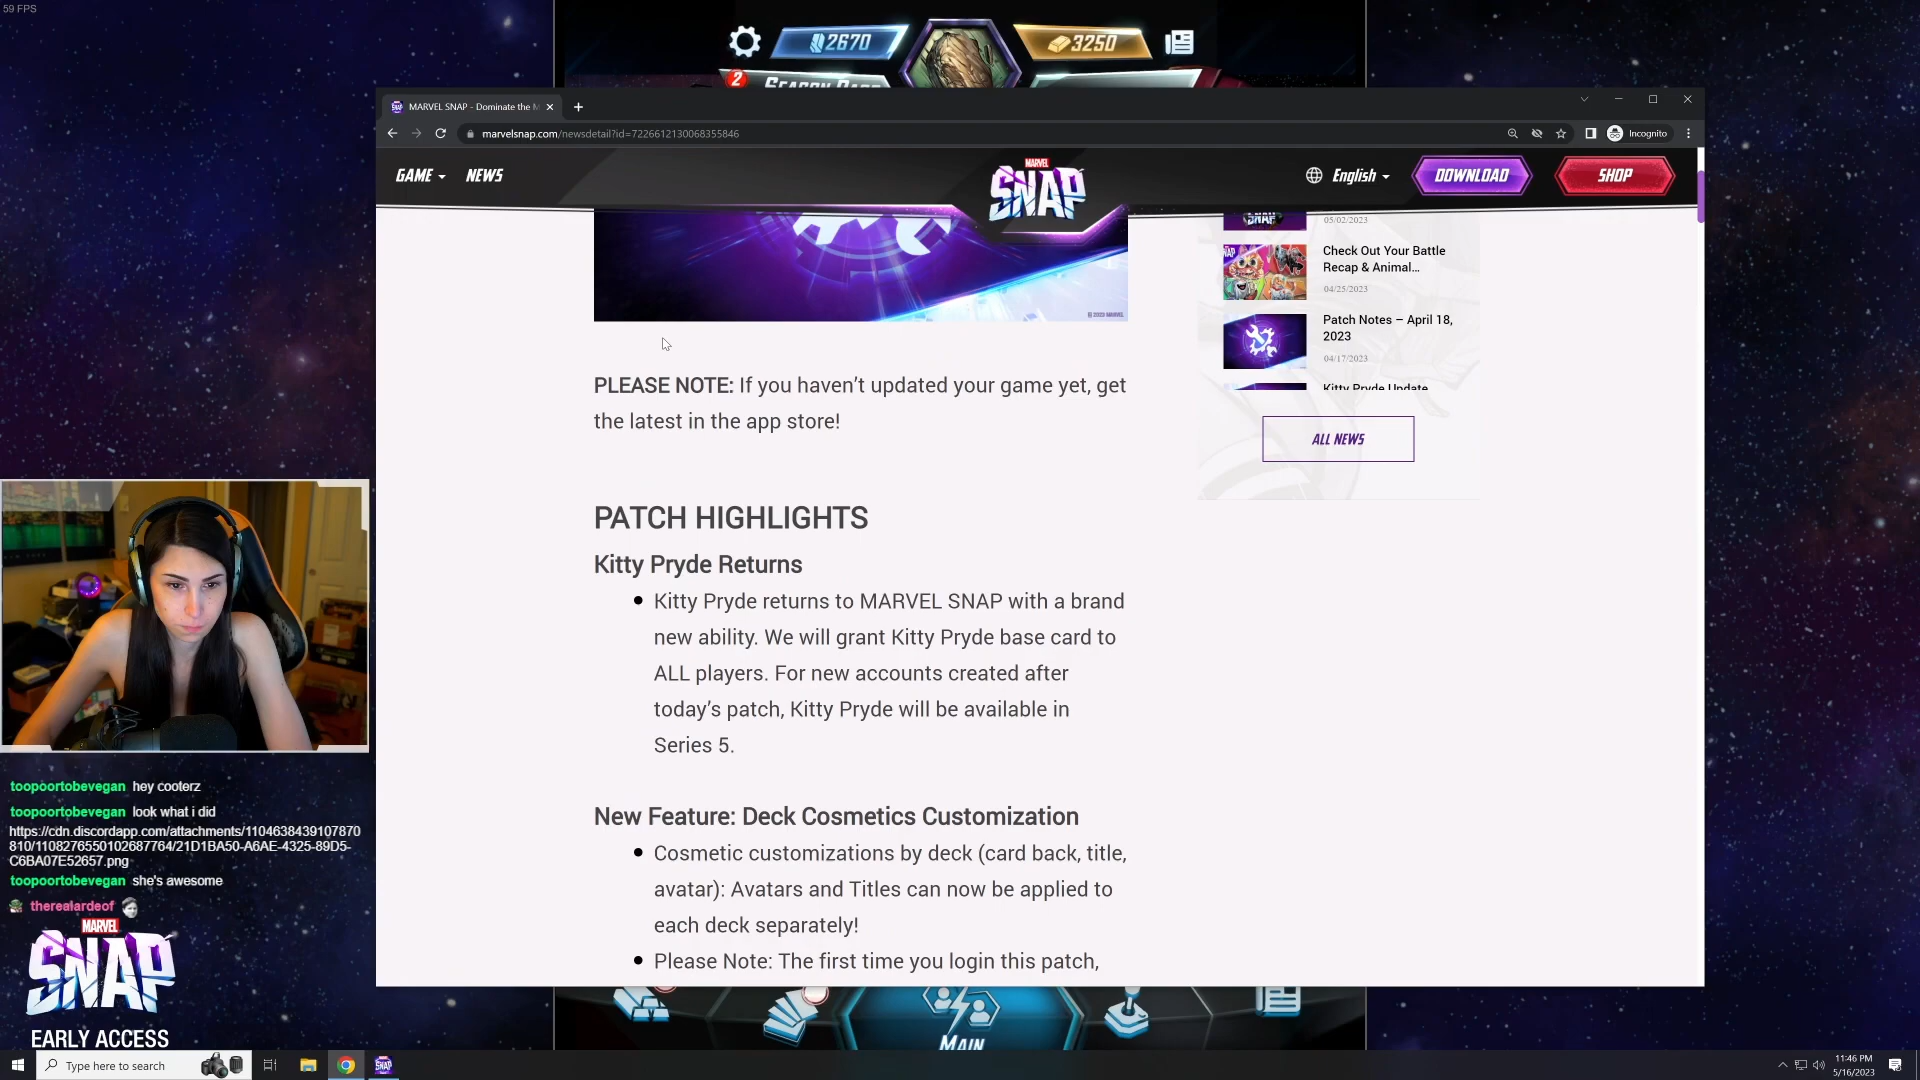 59 FPS
2670
3250
2
MARVEL SNAP - Dominate the M
marvelsnap.com/newsdetail?id=7226612130068355846
Incognito
GAME
NEWS
MARVEL
SNAP
English
DOWNLOAD
SHOP
05/02/2023
Check Out Your Battle
Recap & Animal...
04/25/2023
Patch Notes – April 18,
2023
04/17/2023
Kitty Pryde Update
ALL NEWS
© 2023 MARVEL
PLEASE NOTE: If you haven’t updated your game yet, get
the latest in the app store!
PATCH HIGHLIGHTS
Kitty Pryde Returns
Kitty Pryde returns to MARVEL SNAP with a brand
new ability. We will grant Kitty Pryde base card to
ALL players. For new accounts created after
today’s patch, Kitty Pryde will be available in
Series 5.
New Feature: Deck Cosmetics Customization
Cosmetic customizations by deck (card back, title,
avatar): Avatars and Titles can now be applied to
each deck separately!
Please Note: The first time you login this patch,
toopoortobevegan hey cooterz
toopoortobevegan look what i did
https://cdn.discordapp.com/attachments/1104638439107870
810/1108276550102687764/21D1BA50-A6AE-4325-89D5-
C6BA07E52657.png
toopoortobevegan she's awesome
therealardeof
MARVEL
SNAP
EARLY ACCESS
MAIN
Type here to search
11:46 PM
5/16/2023